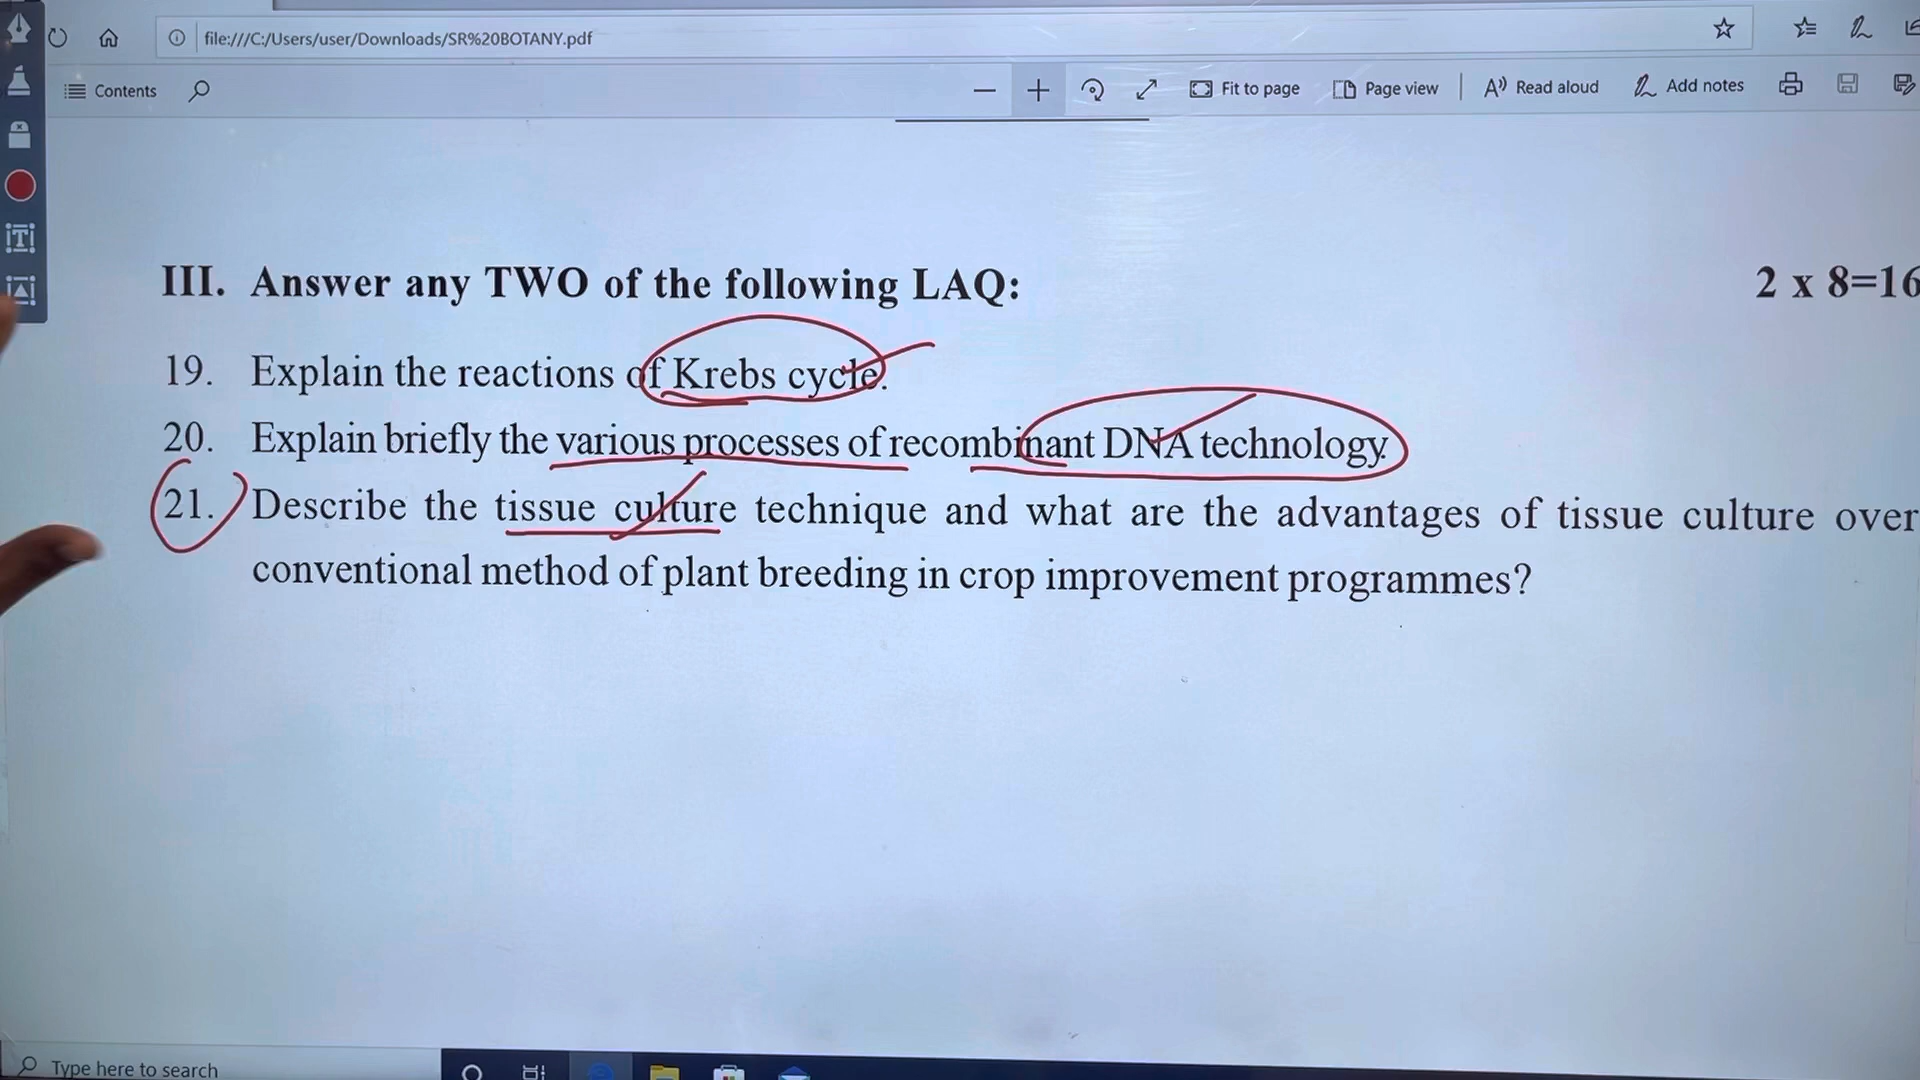 file:///C:/Users/user/Downloads/SR%20BOTANY.pdf
Contents
Fit to page
Page view
Read aloud
Add notes
III. Answer any TWO of the following LAQ: 2 x 8=16
19. Explain the reactions of Krebs cycle.
20. Explain briefly the various processes of recombinant DNA technology.
21. Describe the tissue culture technique and what are the advantages of tissue culture over
conventional method of plant breeding in crop improvement programmes?
Type here to search